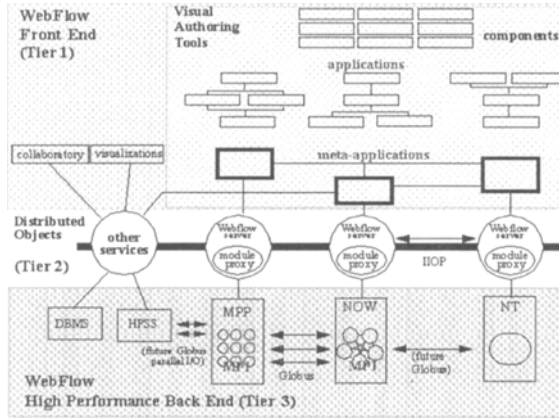 WebFlow
Front End
(Tier 1)
Visual
Authoring
Tools
components
applications
collaboratory
visualizations
meta-applications
Distributed
Objects
(Tier 2)
other
services
Webflow
server
module
proxy
Webflow
server
module
proxy
IIOP
Webflow
server
module
proxy
DBMS
HPSS
(future Globus
parallel I/O)
MPP
MPI
Globus
NOW
MPI
(future
Globus)
NT
WebFlow
High Performance Back End (Tier 3)